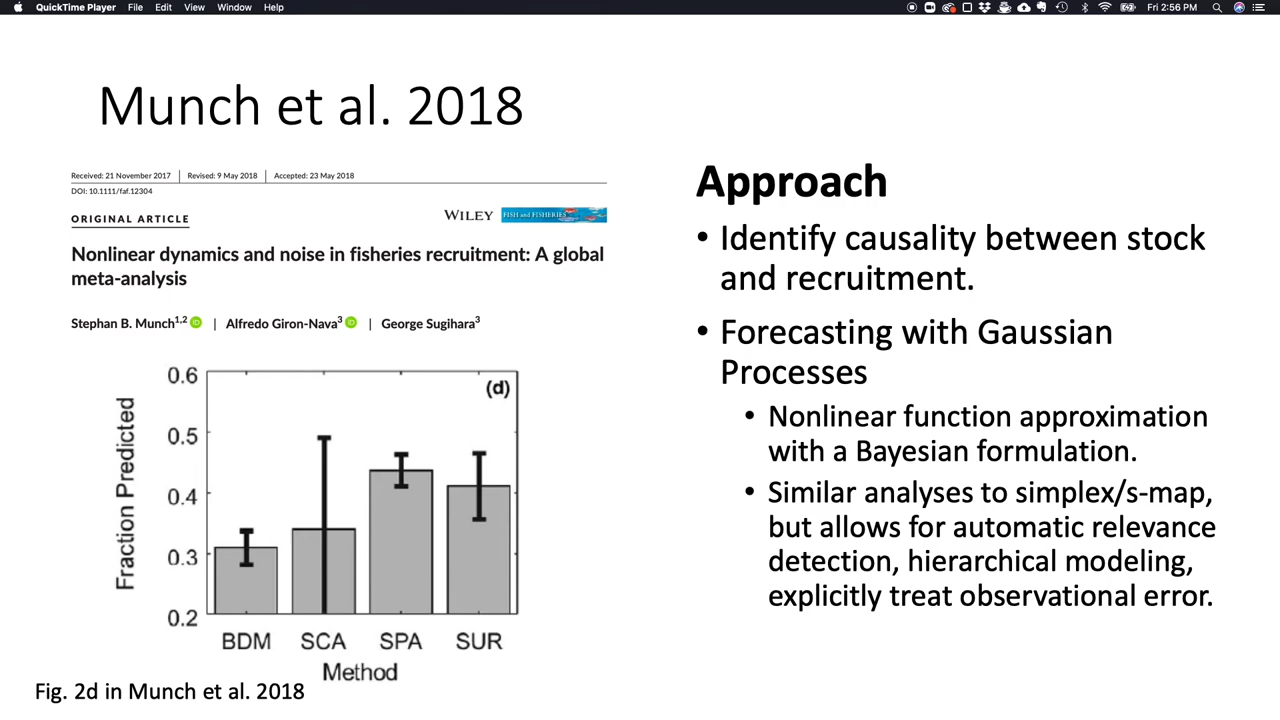 QuickTime Player File Edit View Window Help Fri 2:56 PM
Munch et al. 2018
Received: 21 November 2017 | Revised: 9 May 2018 | Accepted: 23 May 2018
DOI: 10.1111/faf.12304
ORIGINAL ARTICLE
WILEY FISH and FISHERIES
Nonlinear dynamics and noise in fisheries recruitment: A global
meta-analysis
Stephan B. Munch1,2 | Alfredo Giron-Nava3 | George Sugihara3
(d)
Fraction Predicted
0.6
0.5
0.4
0.3
0.2
BDM SCA SPA SUR
Method
Fig. 2d in Munch et al. 2018
Approach
• Identify causality between stock
and recruitment.
• Forecasting with Gaussian
Processes
• Nonlinear function approximation
with a Bayesian formulation.
• Similar analyses to simplex/s-map,
but allows for automatic relevance
detection, hierarchical modeling,
explicitly treat observational error.